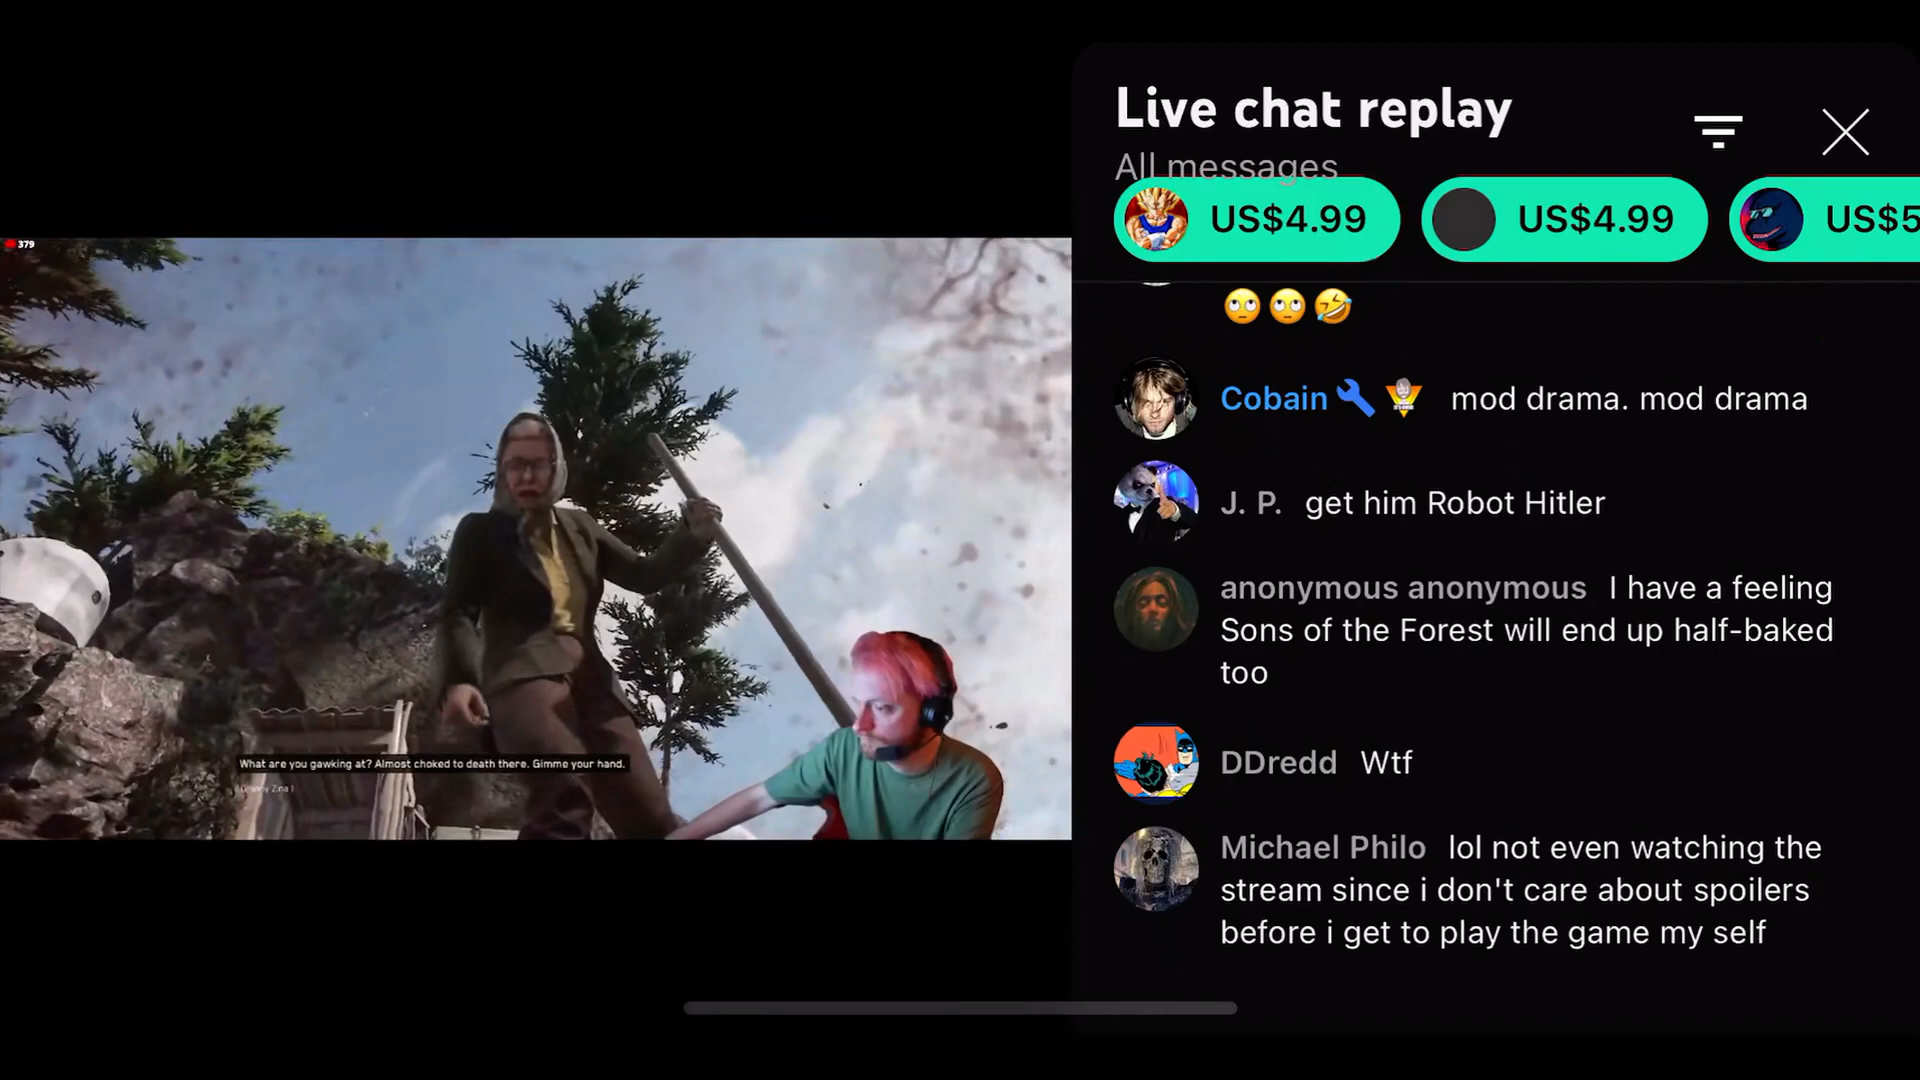 379
What are you gawking at? Almost choked to death there. Gimme your hand.
Granny Zina
Live chat replay
All messages
US$4.99
US$4.99
US$5
Cobain mod drama. mod drama
J. P. get him Robot Hitler
anonymous anonymous I have a feeling
Sons of the Forest will end up half-baked
too
DDredd Wtf
Michael Philo lol not even watching the
stream since i don't care about spoilers
before i get to play the game my self